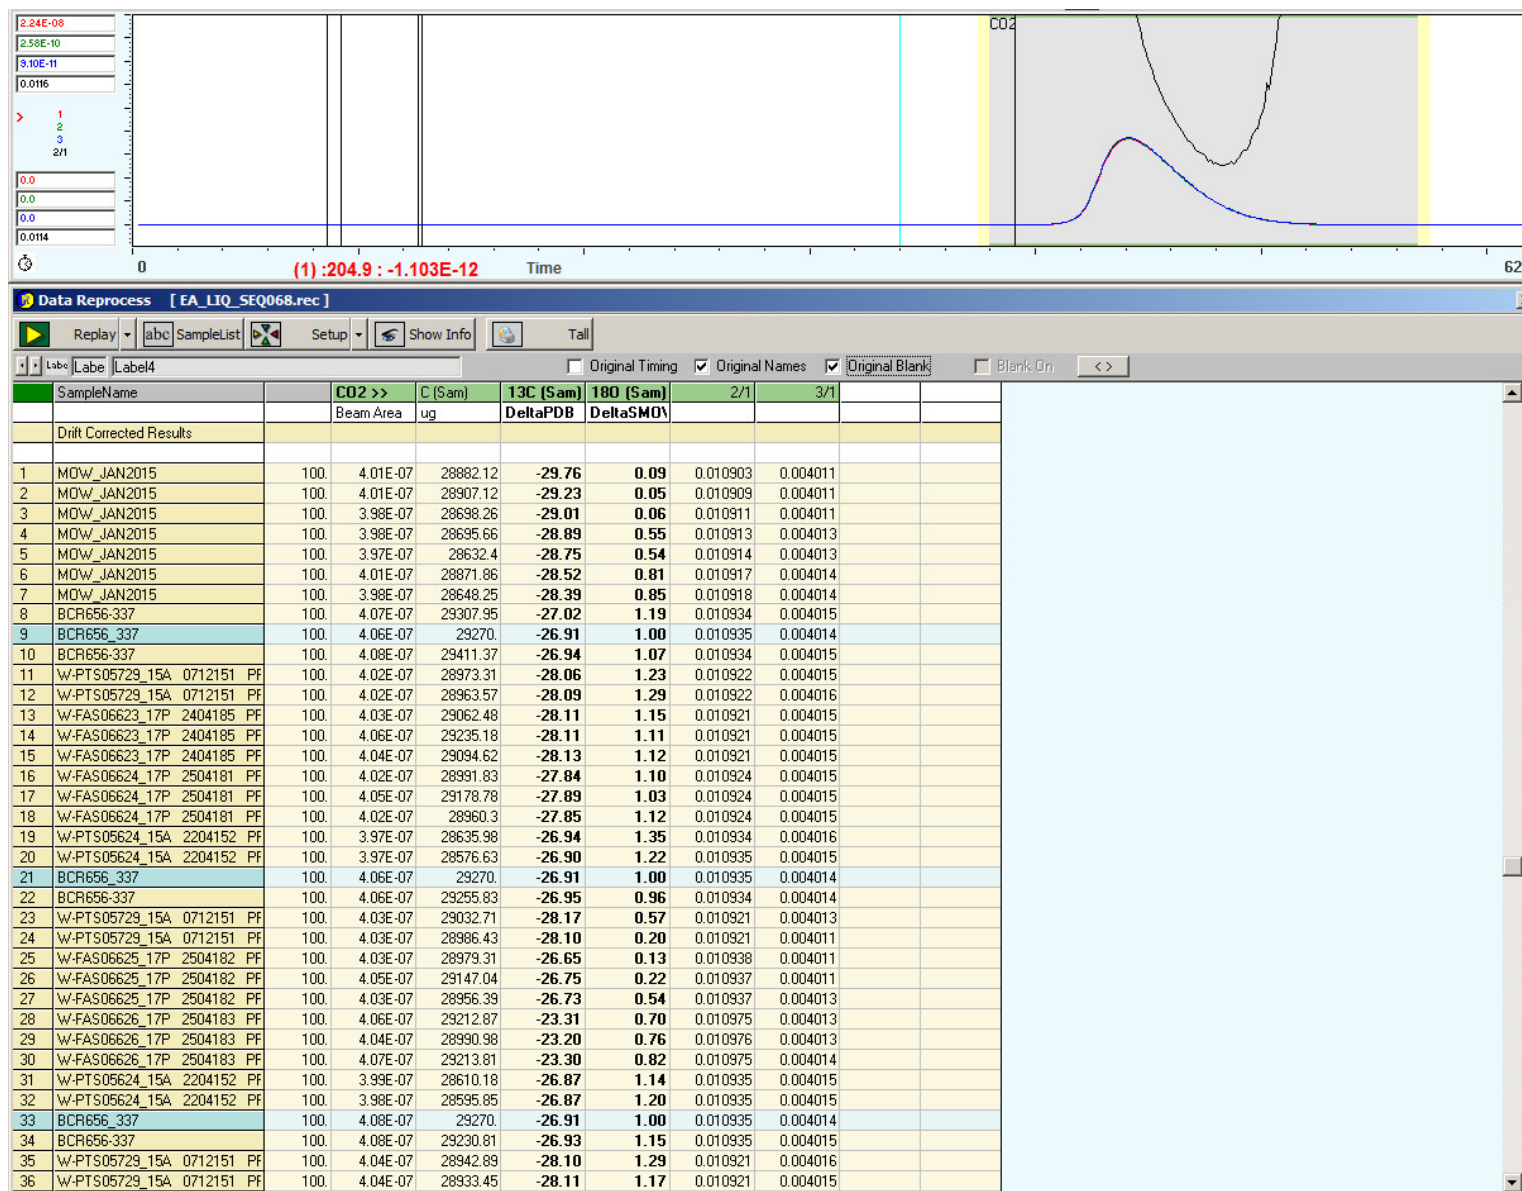 2.24E-08
2.58E-10
9.10E-11
0.0116
CO2
> 1
2
3
2/1
0.0
0.0
0.0
0.0114
0 (1) :204.9 : -1.103E-12 Time 62
Data Reprocess [ EA_LIQ_SEQ068.rec ]
Replay abc SampleList Setup Show Info Tall
Labe Labe Label4 Original Timing Original Names Original Blank Blank On < >
SampleName CO2 >> C (Sam) 13C (Sam) 18O (Sam) 2/1 3/1
Beam Area ug DeltaPDB DeltaSMO\
Drift Corrected Results
1 MOW_JAN2015 100. 4.01E-07 28882.12 -29.76 0.09 0.010903 0.004011
2 MOW_JAN2015 100. 4.01E-07 28907.12 -29.23 0.05 0.010909 0.004011
3 MOW_JAN2015 100. 3.98E-07 28698.26 -29.01 0.06 0.010911 0.004011
4 MOW_JAN2015 100. 3.98E-07 28695.66 -28.89 0.55 0.010913 0.004013
5 MOW_JAN2015 100. 3.97E-07 28632.4 -28.75 0.54 0.010914 0.004013
6 MOW_JAN2015 100. 4.01E-07 28871.86 -28.52 0.81 0.010917 0.004014
7 MOW_JAN2015 100. 3.98E-07 28648.25 -28.39 0.85 0.010918 0.004014
8 BCR656-337 100. 4.07E-07 29307.95 -27.02 1.19 0.010934 0.004015
9 BCR656_337 100. 4.06E-07 29270. -26.91 1.00 0.010935 0.004014
10 BCR656-337 100. 4.08E-07 29411.37 -26.94 1.07 0.010934 0.004015
11 W-PTS05729_15A 0712151 PF 100. 4.02E-07 28973.31 -28.06 1.23 0.010922 0.004015
12 W-PTS05729_15A 0712151 PF 100. 4.02E-07 28963.57 -28.09 1.29 0.010922 0.004016
13 W-FAS06623_17P 2404185 PF 100. 4.03E-07 29062.48 -28.11 1.15 0.010921 0.004015
14 W-FAS06623_17P 2404185 PF 100. 4.06E-07 29235.18 -28.11 1.11 0.010921 0.004015
15 W-FAS06623_17P 2404185 PF 100. 4.04E-07 29094.62 -28.13 1.12 0.010921 0.004015
16 W-FAS06624_17P 2504181 PF 100. 4.02E-07 28991.83 -27.84 1.10 0.010924 0.004015
17 W-FAS06624_17P 2504181 PF 100. 4.05E-07 29178.78 -27.89 1.03 0.010924 0.004015
18 W-FAS06624_17P 2504181 PF 100. 4.02E-07 28960.3 -27.85 1.12 0.010924 0.004015
19 W-PTS05624_15A 2204152 PF 100. 3.97E-07 28635.98 -26.94 1.35 0.010934 0.004016
20 W-PTS05624_15A 2204152 PF 100. 3.97E-07 28576.63 -26.90 1.22 0.010935 0.004015
21 BCR656_337 100. 4.06E-07 29270. -26.91 1.00 0.010935 0.004014
22 BCR656-337 100. 4.06E-07 29255.83 -26.95 0.96 0.010934 0.004014
23 W-PTS05729_15A 0712151 PF 100. 4.03E-07 29032.71 -28.17 0.57 0.010921 0.004013
24 W-PTS05729_15A 0712151 PF 100. 4.03E-07 28986.43 -28.10 0.20 0.010921 0.004011
25 W-FAS06625_17P 2504182 PF 100. 4.03E-07 28979.31 -26.65 0.13 0.010938 0.004011
26 W-FAS06625_17P 2504182 PF 100. 4.05E-07 29147.04 -26.75 0.22 0.010937 0.004011
27 W-FAS06625_17P 2504182 PF 100. 4.03E-07 28956.39 -26.73 0.54 0.010937 0.004013
28 W-FAS06626_17P 2504183 PF 100. 4.06E-07 29212.87 -23.31 0.70 0.010975 0.004013
29 W-FAS06626_17P 2504183 PF 100. 4.04E-07 28990.98 -23.20 0.76 0.010976 0.004013
30 W-FAS06626_17P 2504183 PF 100. 4.07E-07 29213.81 -23.30 0.82 0.010975 0.004014
31 W-PTS05624_15A 2204152 PF 100. 3.99E-07 28610.18 -26.87 1.14 0.010935 0.004015
32 W-PTS05624_15A 2204152 PF 100. 3.98E-07 28595.85 -26.87 1.20 0.010935 0.004015
33 BCR656_337 100. 4.08E-07 29270. -26.91 1.00 0.010935 0.004014
34 BCR656-337 100. 4.08E-07 29230.81 -26.93 1.15 0.010935 0.004015
35 W-PTS05729_15A 0712151 PF 100. 4.04E-07 28942.89 -28.10 1.29 0.010921 0.004016
36 W-PTS05729_15A 0712151 PF 100. 4.04E-07 28933.45 -28.11 1.17 0.010921 0.004015